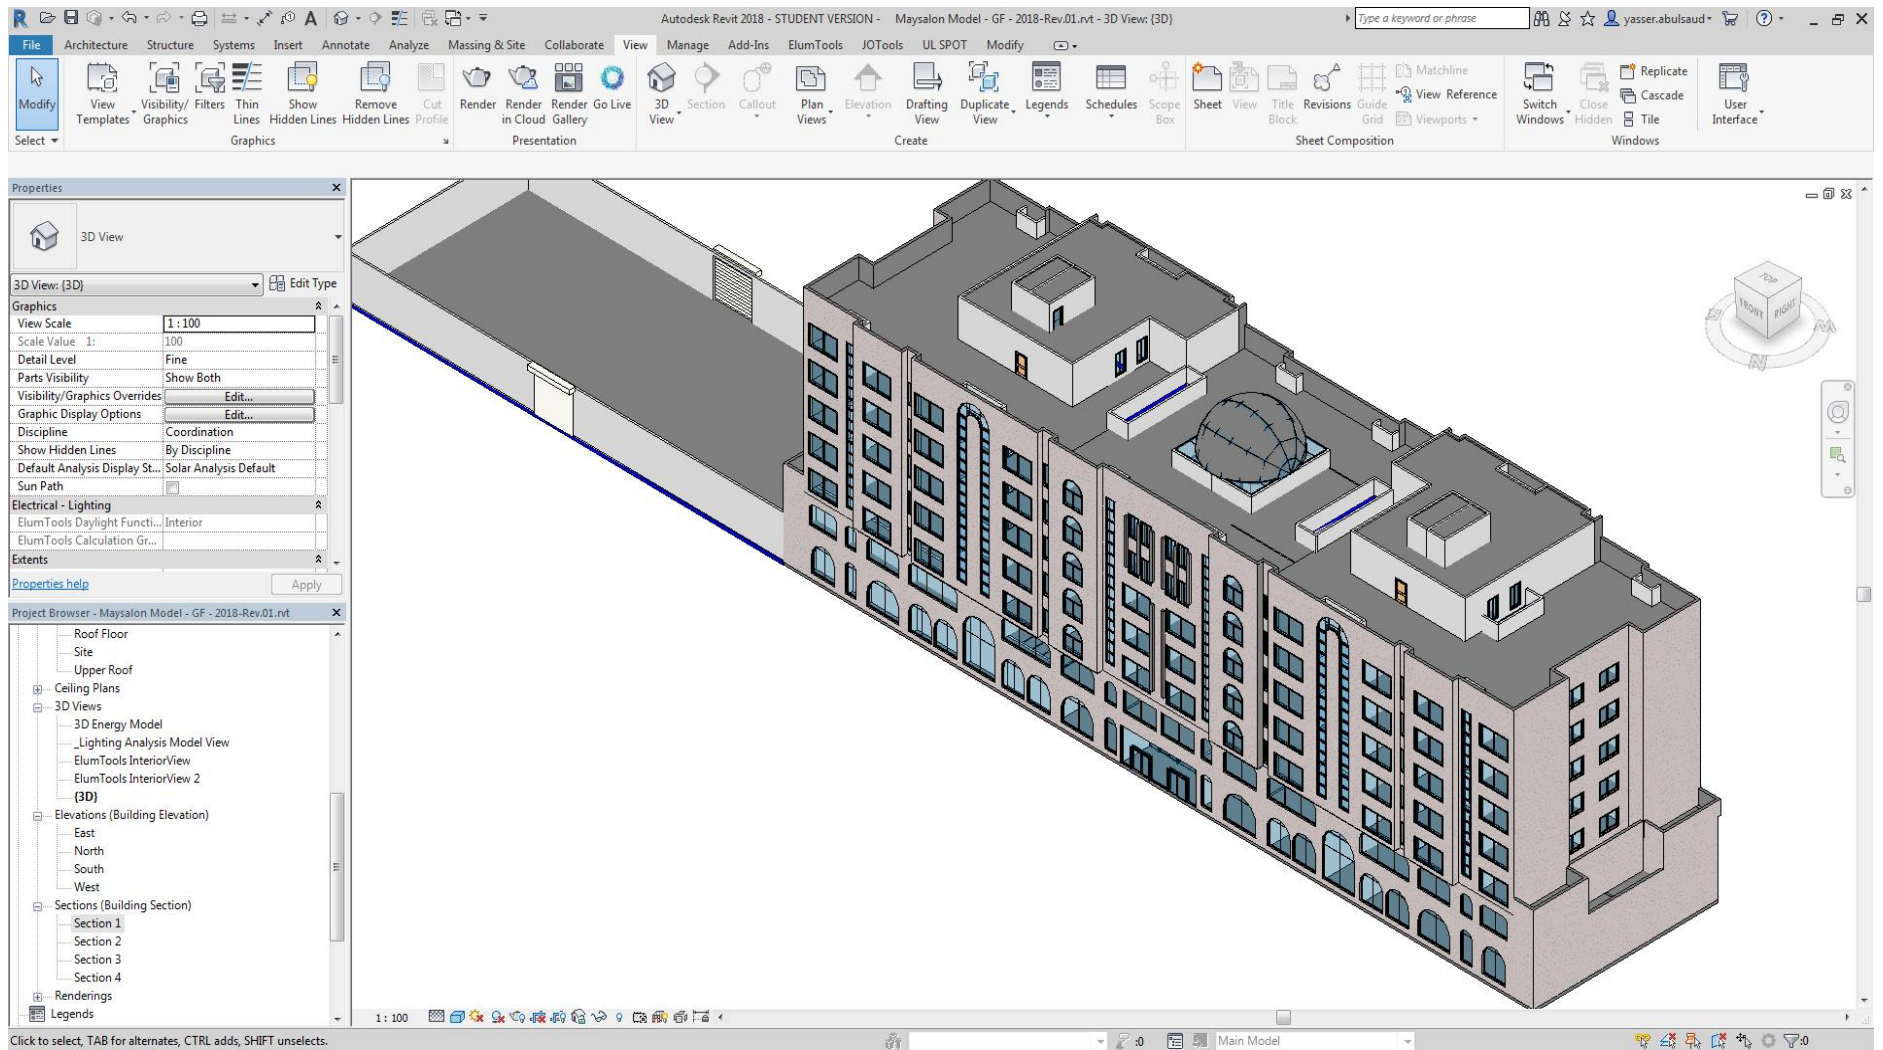 Autodesk Revit 2018 - STUDENT VERSION - Maysalon Model - GF - 2018-Rev.01.rvt - 3D View: {3D}
Type a keyword or phrase
yasser.abulsaud
File Architecture Structure Systems Insert Annotate Analyze Massing & Site Collaborate View Manage Add-Ins ElumTools JOTools UL SPOT Modify
Modify
View Templates
Visibility/ Graphics
Filters
Thin Lines
Show Hidden Lines
Remove Hidden Lines
Cut Profile
Render
Render in Cloud
Render Gallery
Go Live
3D View
Section
Callout
Plan Views
Elevation
Drafting View
Duplicate View
Legends
Schedules
Scope Box
Sheet
View
Title Block
Revisions
Guide Grid
Matchline
View Reference
Viewports
Switch Windows
Close Hidden
Replicate
Cascade
Tile
User Interface
Select
Graphics
Presentation
Create
Sheet Composition
Windows
Properties
3D View
3D View: {3D}
Edit Type
Graphics
View Scale 1 : 100
Scale Value 1: 100
Detail Level Fine
Parts Visibility Show Both
Visibility/Graphics Overrides Edit...
Graphic Display Options Edit...
Discipline Coordination
Show Hidden Lines By Discipline
Default Analysis Display St... Solar Analysis Default
Sun Path
Electrical - Lighting
ElumTools Daylight Functi... Interior
ElumTools Calculation Gr...
Extents
Properties help
Apply
Project Browser - Maysalon Model - GF - 2018-Rev.01.rvt
Roof Floor
Site
Upper Roof
Ceiling Plans
3D Views
3D Energy Model
_Lighting Analysis Model View
ElumTools InteriorView
ElumTools InteriorView 2
{3D}
Elevations (Building Elevation)
East
North
South
West
Sections (Building Section)
Section 1
Section 2
Section 3
Section 4
Renderings
Legends
TOP
FRONT
RIGHT
N
1 : 100
Click to select, TAB for alternates, CTRL adds, SHIFT unselects.
:0
Main Model
:0